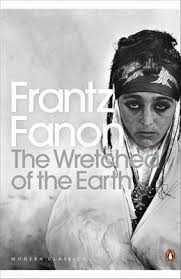 Frantz
Fanon
The Wretched
of the Earth
MODERN CLASSICS